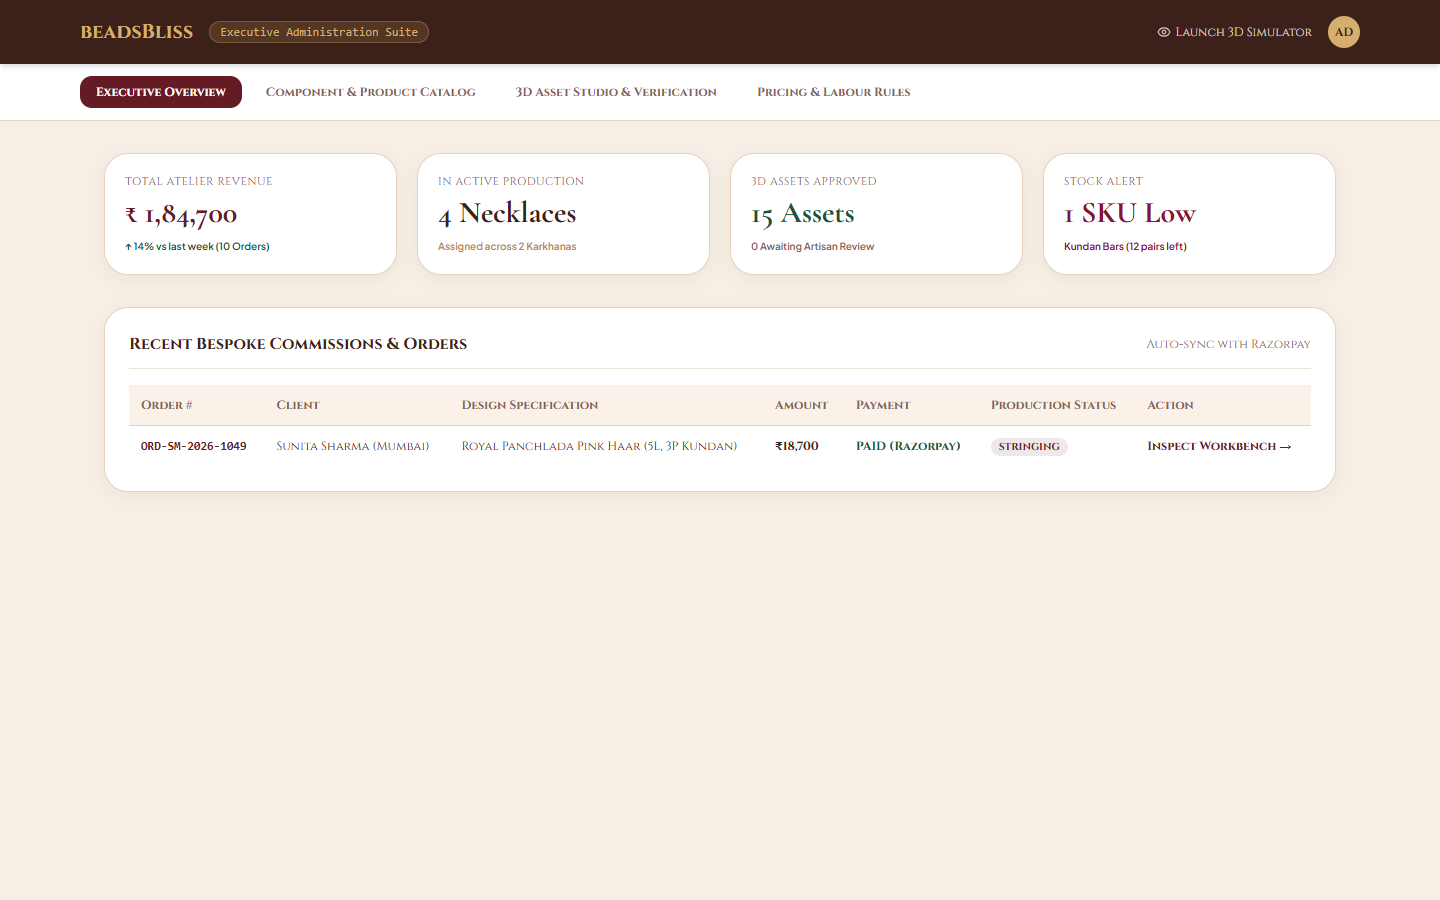 BEADSBLISS
Executive Administration Suite
LAUNCH 3D SIMULATOR
AD
EXECUTIVE OVERVIEW
COMPONENT & PRODUCT CATALOG
3D ASSET STUDIO & VERIFICATION
PRICING & LABOUR RULES
TOTAL ATELIER REVENUE
₹ 1,84,700
↑ 14% vs last week (10 Orders)
IN ACTIVE PRODUCTION
4 Necklaces
Assigned across 2 Karkhanas
3D ASSETS APPROVED
15 Assets
0 Awaiting Artisan Review
STOCK ALERT
1 SKU Low
Kundan Bars (12 pairs left)
RECENT BESPOKE COMMISSIONS & ORDERS
AUTO-SYNC WITH RAZORPAY
ORDER # CLIENT DESIGN SPECIFICATION AMOUNT PAYMENT PRODUCTION STATUS ACTION
ORD-SM-2026-1049 SUNITA SHARMA (MUMBAI) ROYAL PANCHLADA PINK HAAR (5L, 3P KUNDAN) ₹18,700 PAID (RAZORPAY) STRINGING INSPECT WORKBENCH →